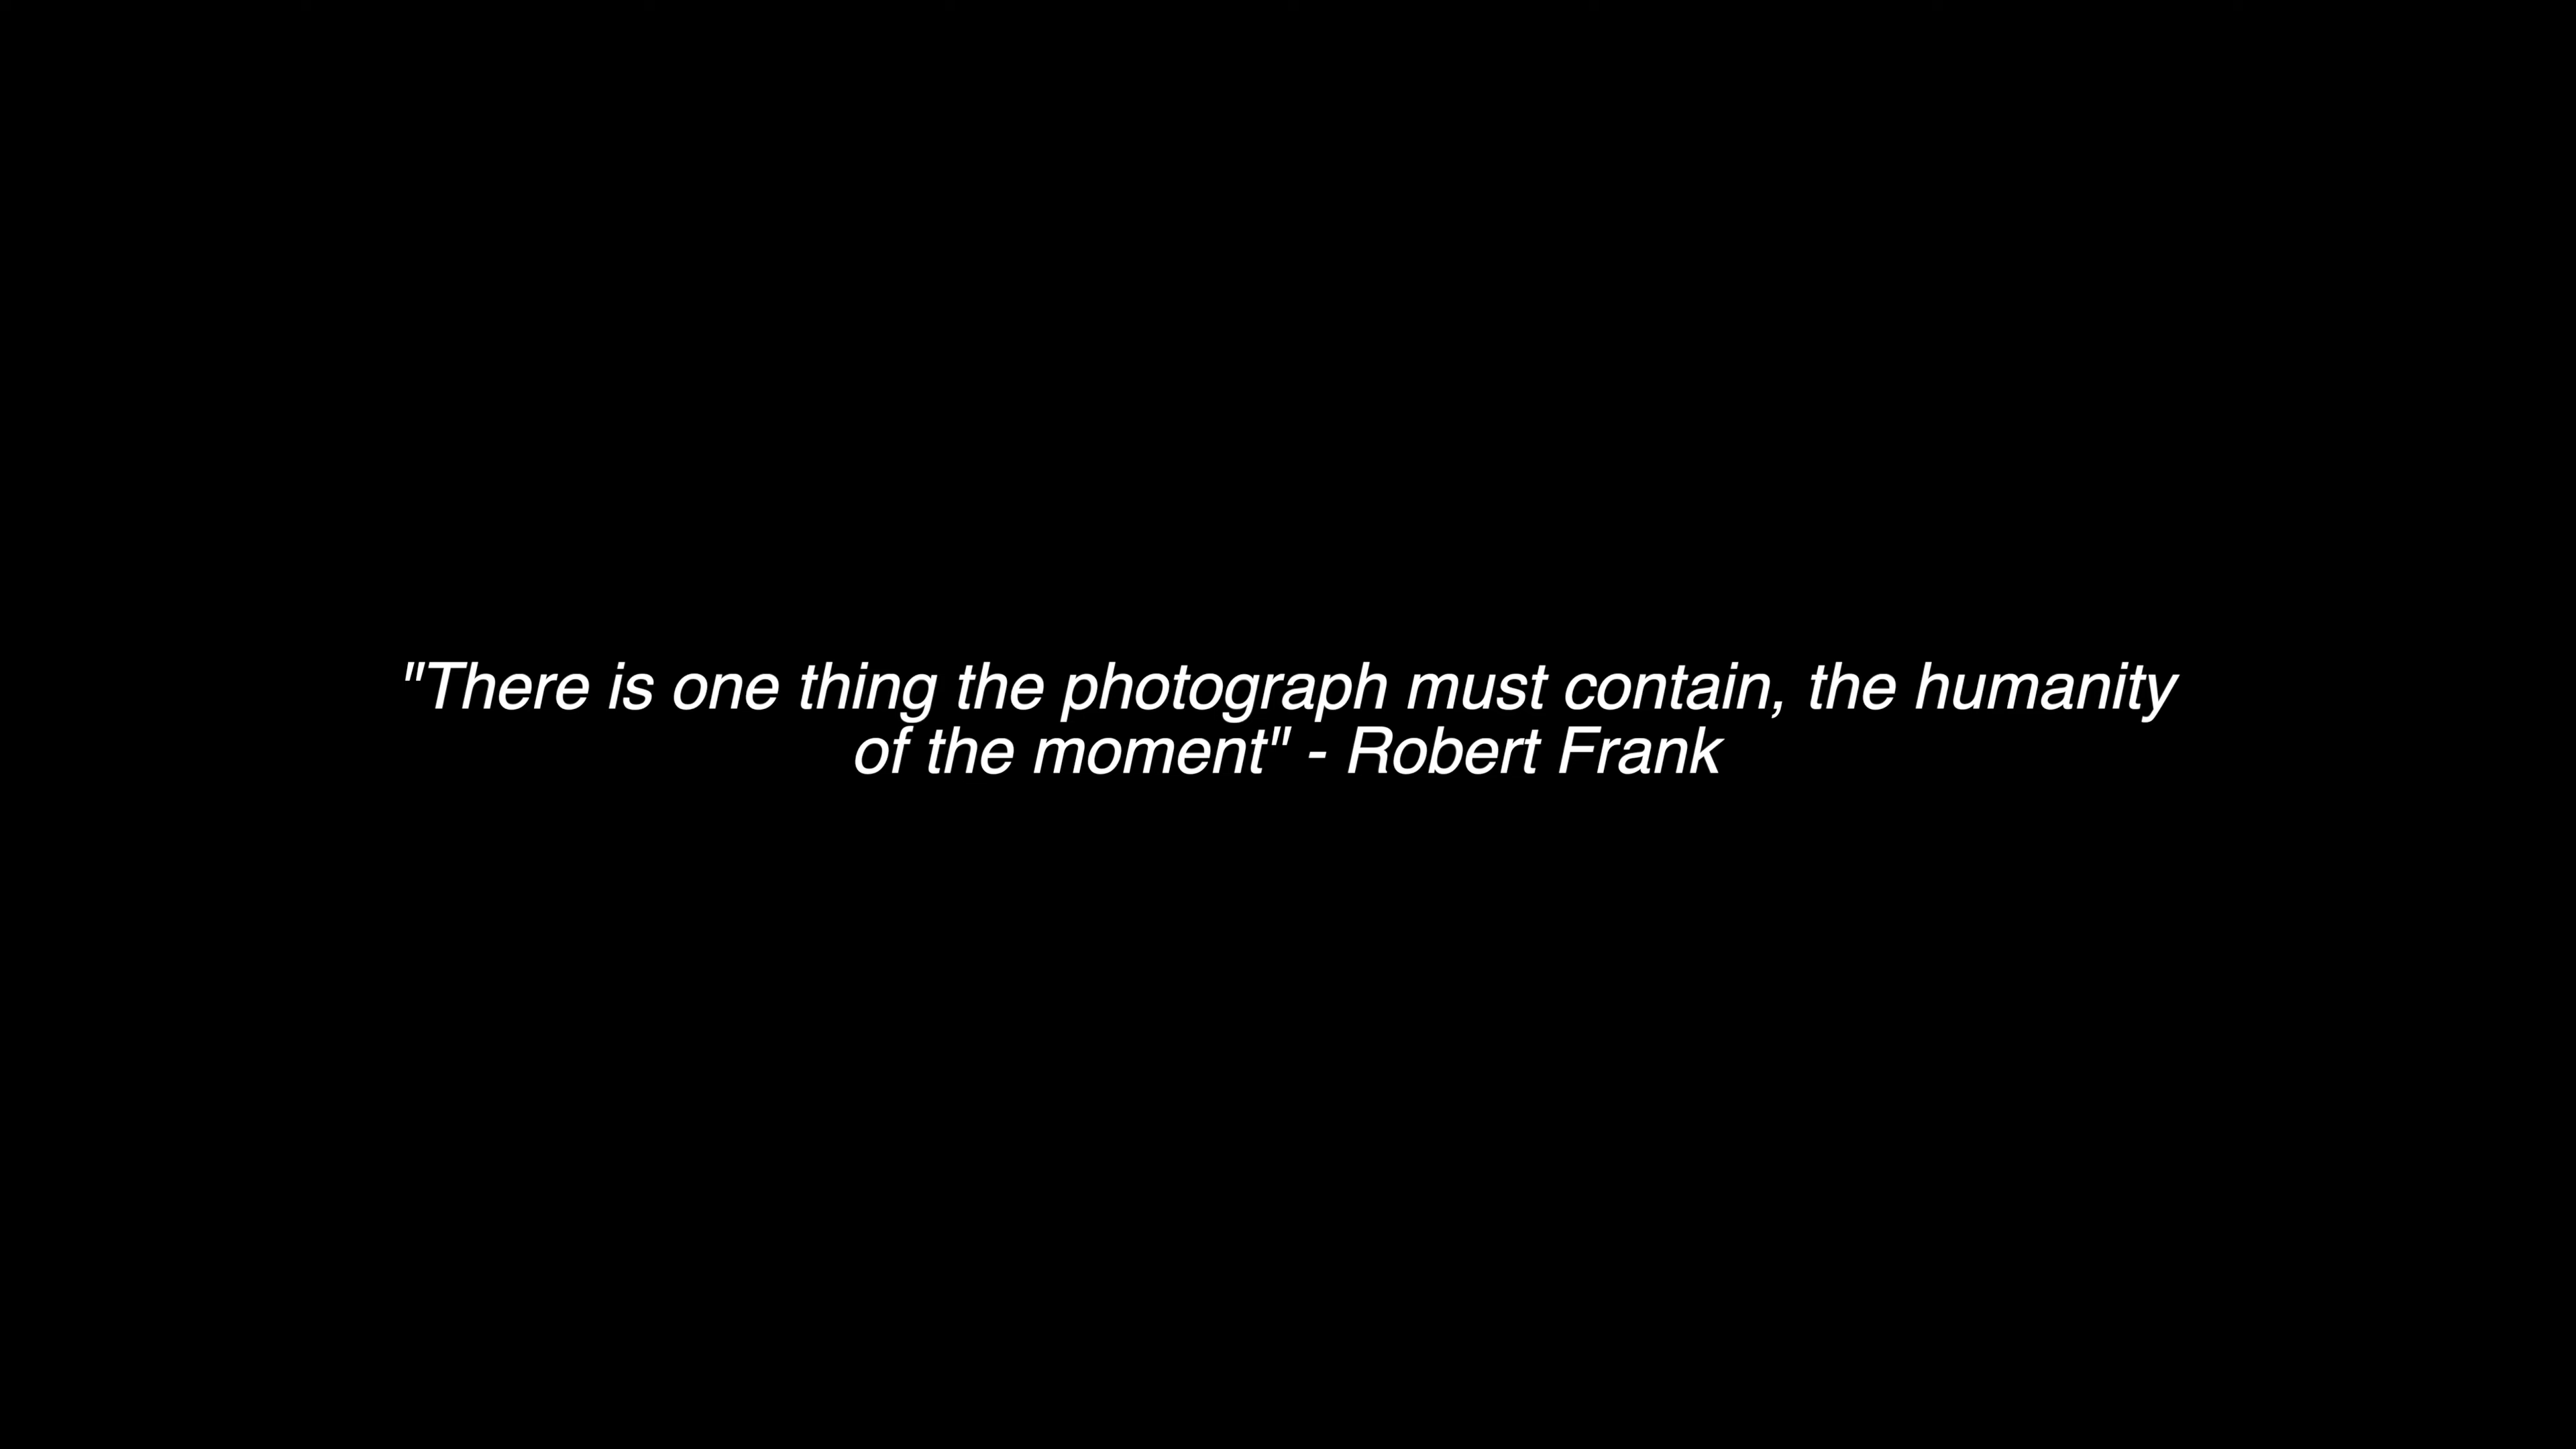 "There is one thing the photograph must contain, the humanity
of the moment" - Robert Frank